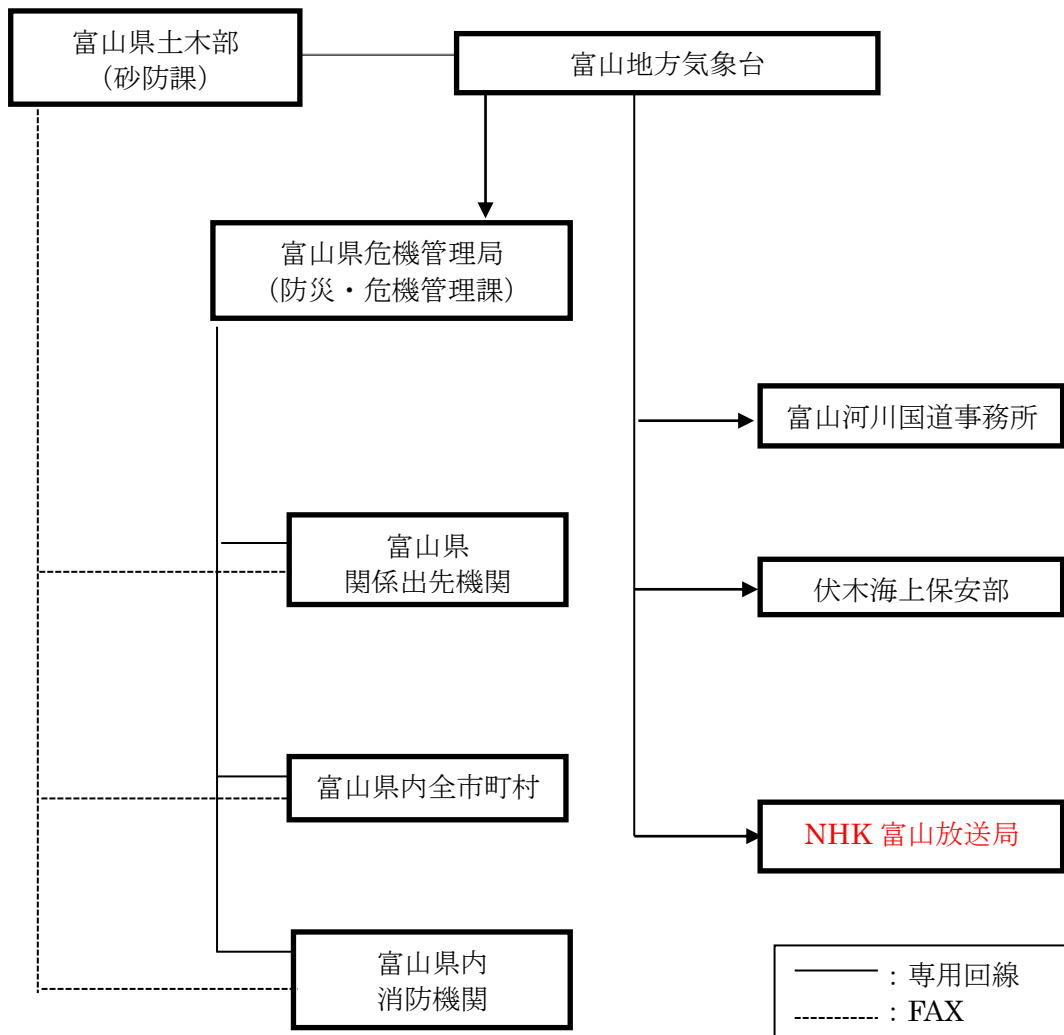 富山県土木部
（砂防課）
富山地方気象台
富山県危機管理局
（防災・危機管理課）
富山河川国道事務所
富山県
関係出先機関
伏木海上保安部
富山県内全市町村
NHK 富山放送局
富山県内
消防機関
：専用回線
：FAX